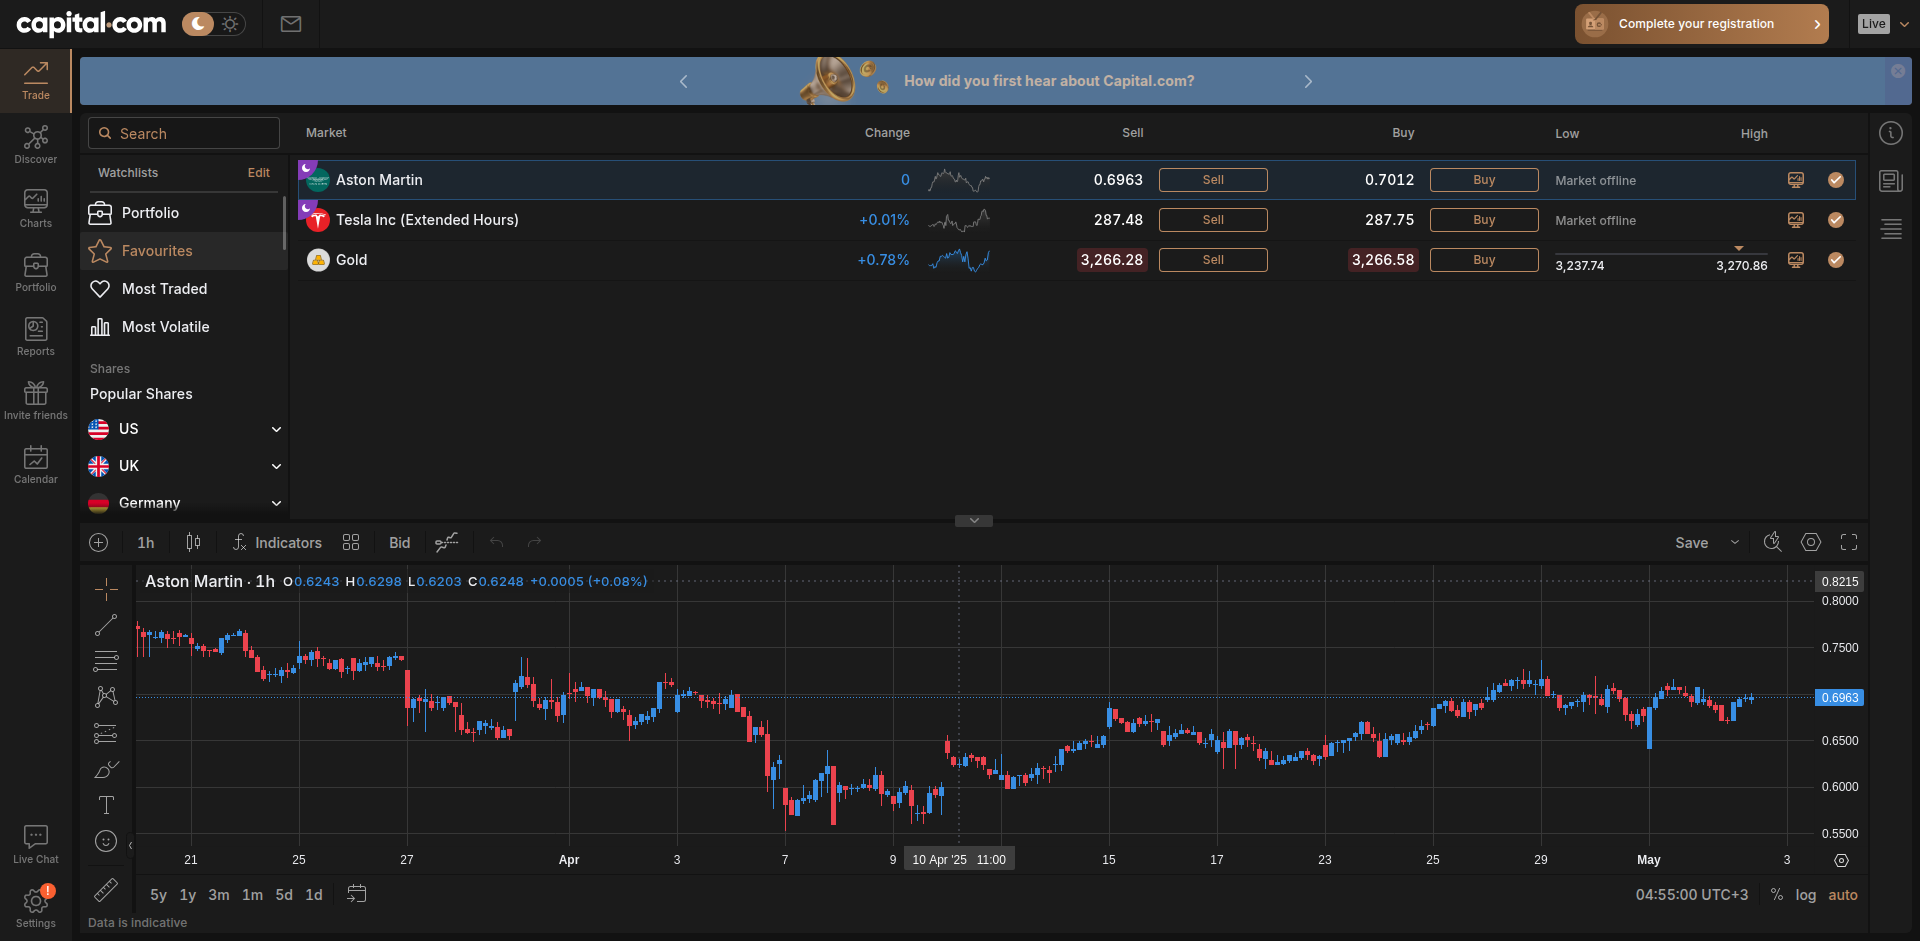 capital.com
Complete your registration
Live
Trade
Discover
Charts
Portfolio
Reports
Invite friends
Calendar
Live Chat
Settings
!
How did you first hear about Capital.com?
Search
Watchlists Edit
Portfolio
Favourites
Most Traded
Most Volatile
Shares
Popular Shares
US
UK
Germany
Market Change Sell Buy Low High
Aston Martin 0 0.6963 Sell 0.7012 Buy Market offline
Tesla Inc (Extended Hours) +0.01% 287.48 Sell 287.75 Buy Market offline
Gold +0.78% 3,266.28 Sell 3,266.58 Buy 3,237.74 3,270.86
1h Indicators Bid Save
Aston Martin · 1h O0.6243 H0.6298 L0.6203 C0.6248 +0.0005 (+0.08%)
0.8215
0.8000
0.7500
0.6963
0.6500
0.6000
0.5500
21 25 27 Apr 3 7 9 10 Apr '25 11:00 15 17 23 25 29 May 3
5y 1y 3m 1m 5d 1d 04:55:00 UTC+3 % log auto
Data is indicative